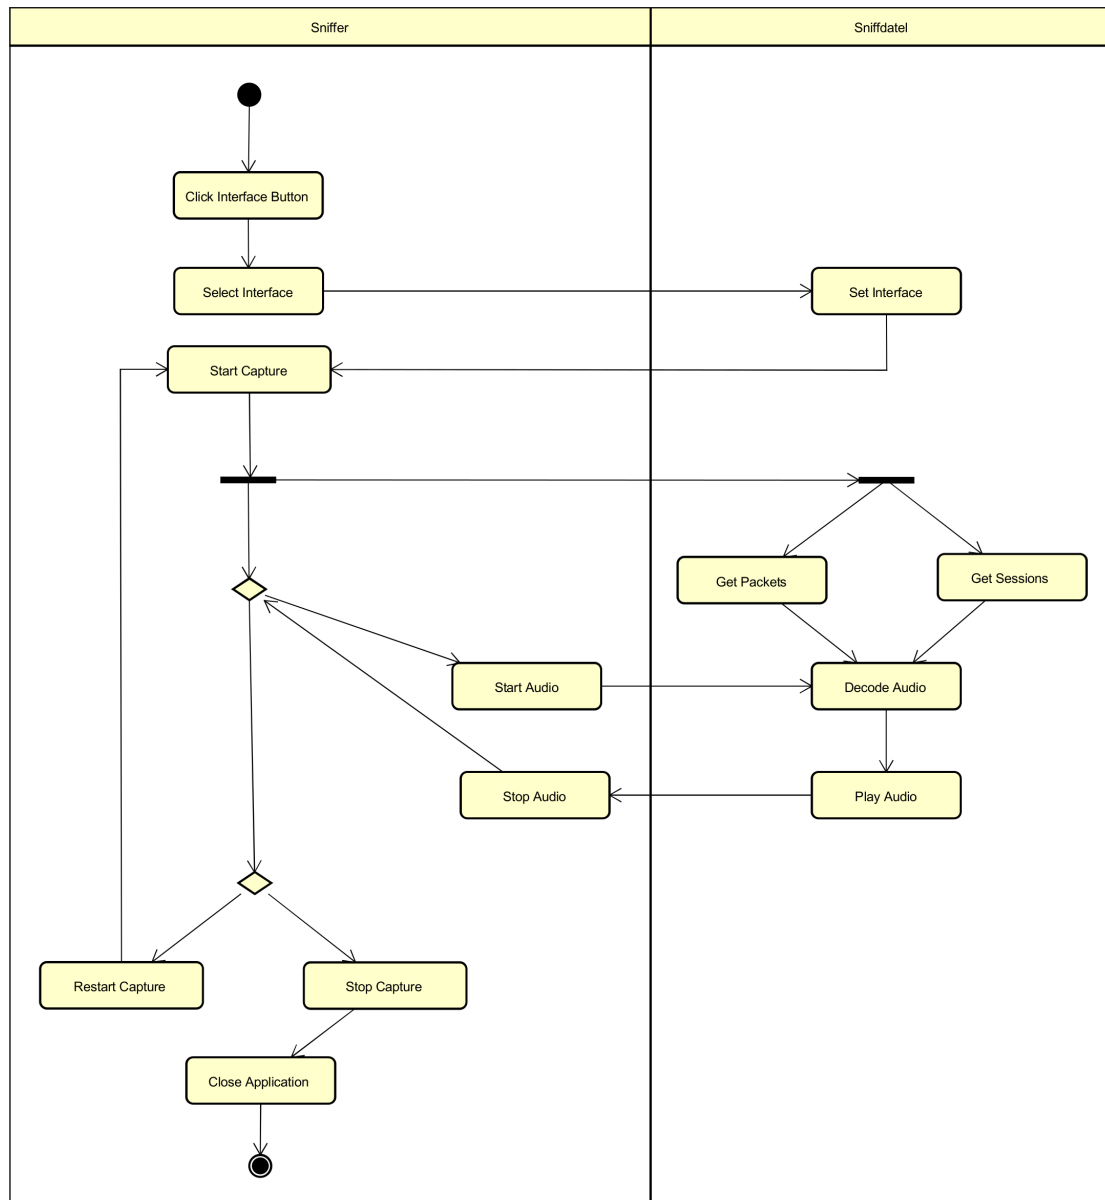 Sniffer
Sniffdatel
Click Interface Button
Select Interface
Set Interface
Start Capture
Get Packets
Get Sessions
Start Audio
Decode Audio
Stop Audio
Play Audio
Restart Capture
Stop Capture
Close Application